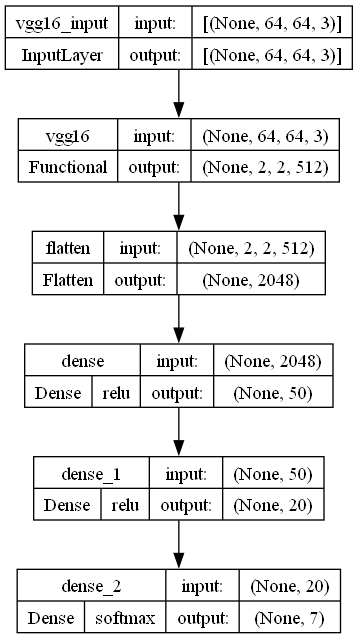 vgg16_input input: [(None, 64, 64, 3)]
InputLayer output: [(None, 64, 64, 3)]
vgg16 input: (None, 64, 64, 3)
Functional output: (None, 2, 2, 512)
flatten input: (None, 2, 2, 512)
Flatten output: (None, 2048)
dense input: (None, 2048)
Dense relu output: (None, 50)
dense_1 input: (None, 50)
Dense relu output: (None, 20)
dense_2 input: (None, 20)
Dense softmax output: (None, 7)